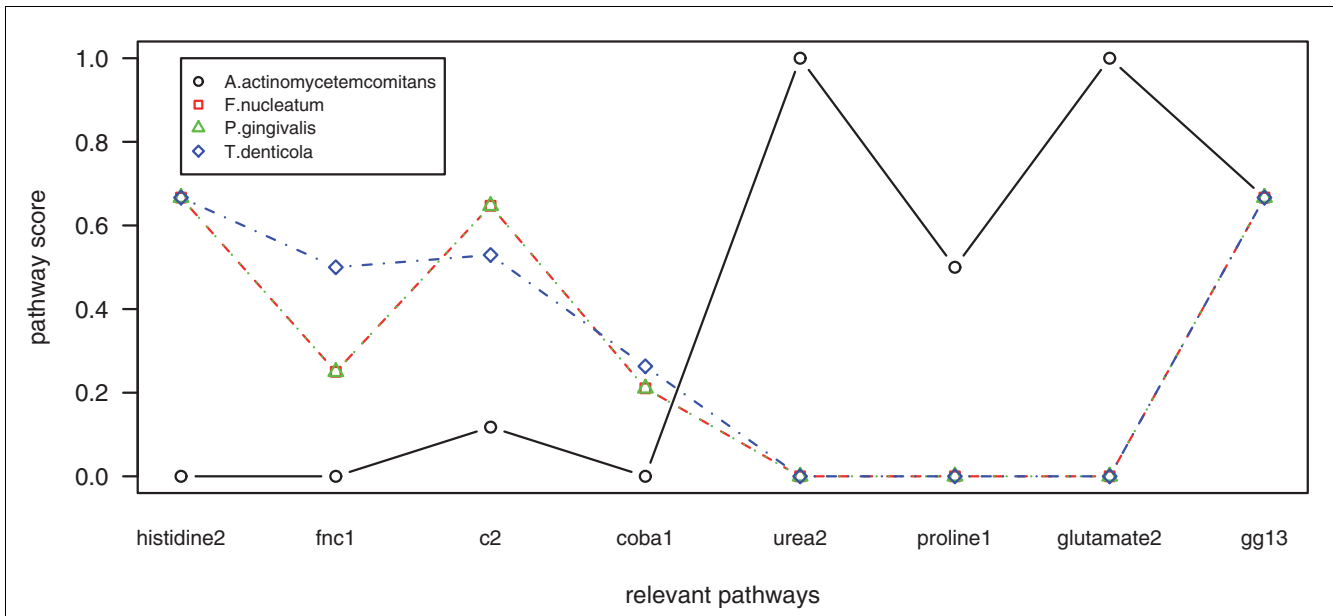 1.0
0.8
0.6
0.4
0.2
0.0
pathway score
A.actinomycetemcomitans
F.nucleatum
P.gingivalis
T.denticola
histidine2 fnc1 c2 coba1 urea2 proline1 glutamate2 gg13
relevant pathways